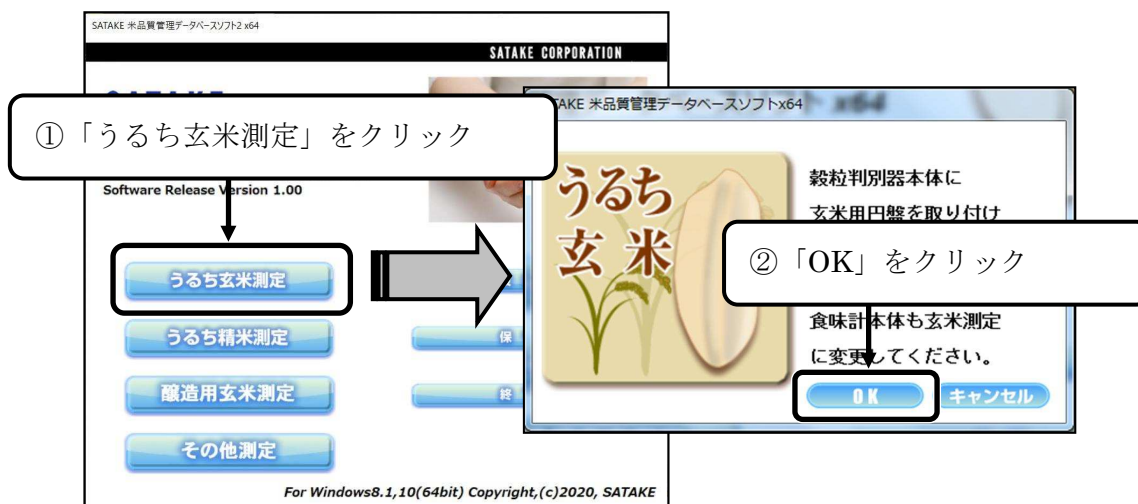 SATAKE 米品質管理データベースソフト2 x64
SATAKE CORPORATION
①「うるち玄米測定」をクリック
Software Release Version 1.00
うるち玄米測定
うるち精米測定
醸造用玄米測定
その他測定
保
終
For Windows8.1,10(64bit) Copyright,(c)2020, SATAKE
AKE 米品質管理データベースソフトx64
うるち
玄米
穀粒判別器本体に
玄米用円盤を取り付け
②「OK」をクリック
食味計本体も玄米測定
に変更してください。
OK
キャンセル